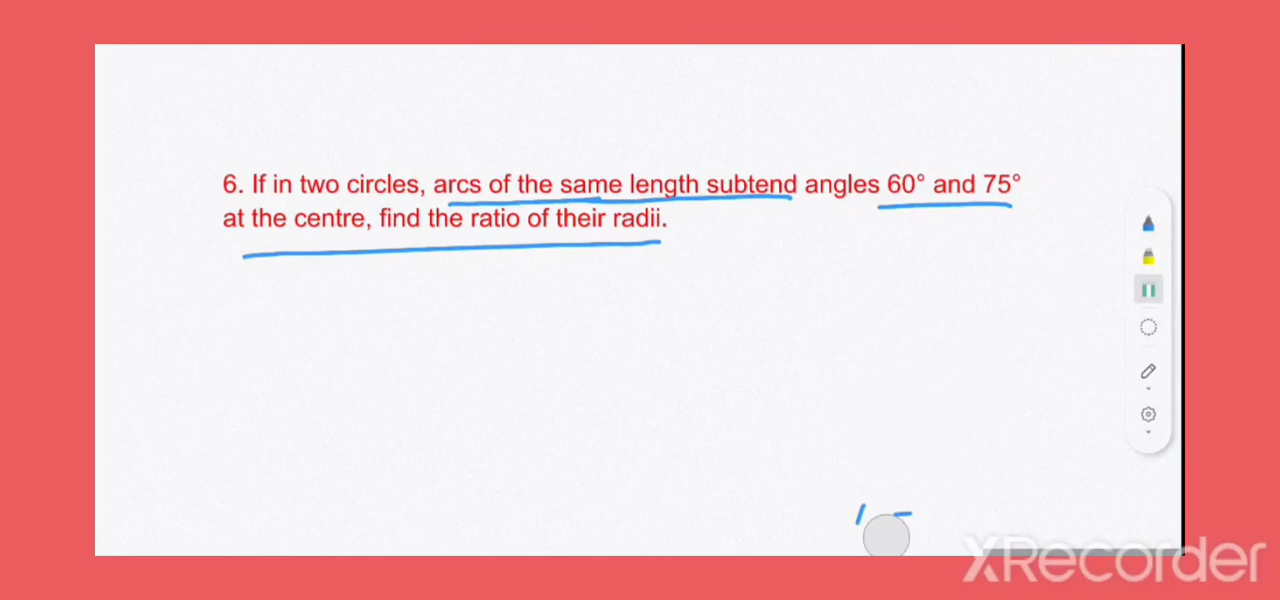 6. If in two circles, arcs of the same length subtend angles 60° and 75°
at the centre, find the ratio of their radii.
XRecorder